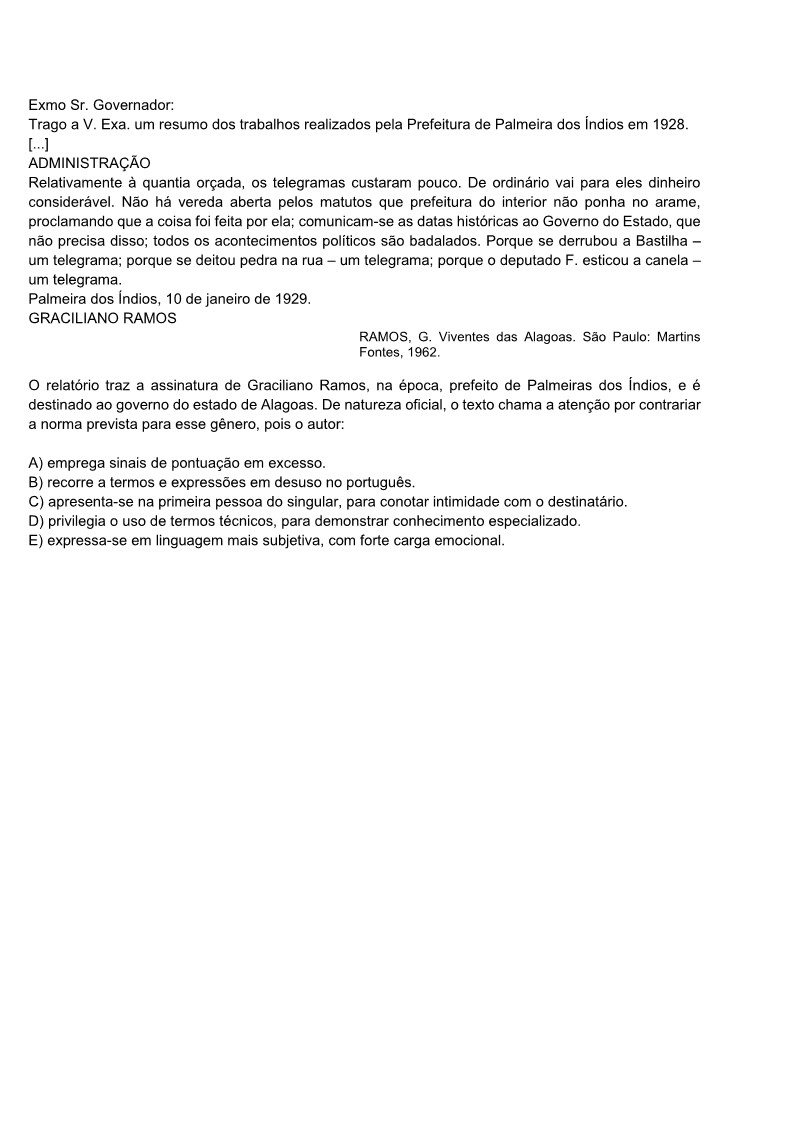 Exmo Sr. Governador:
Trago a V. Exa. um resumo dos trabalhos realizados pela Prefeitura de Palmeira dos Índios em 1928.
[...]
ADMINISTRAÇÃO
Relativamente à quantia orçada, os telegramas custaram pouco. De ordinário vai para eles dinheiro
considerável. Não há vereda aberta pelos matutos que prefeitura do interior não ponha no arame,
proclamando que a coisa foi feita por ela; comunicam-se as datas históricas ao Governo do Estado, que
não precisa disso; todos os acontecimentos políticos são badalados. Porque se derrubou a Bastilha –
um telegrama; porque se deitou pedra na rua – um telegrama; porque o deputado F. esticou a canela –
um telegrama.
Palmeira dos Índios, 10 de janeiro de 1929.
GRACILIANO RAMOS
RAMOS, G. Viventes das Alagoas. São Paulo: Martins
Fontes, 1962.
O relatório traz a assinatura de Graciliano Ramos, na época, prefeito de Palmeiras dos Índios, e é
destinado ao governo do estado de Alagoas. De natureza oficial, o texto chama a atenção por contrariar
a norma prevista para esse gênero, pois o autor:
A) emprega sinais de pontuação em excesso.
B) recorre a termos e expressões em desuso no português.
C) apresenta-se na primeira pessoa do singular, para conotar intimidade com o destinatário.
D) privilegia o uso de termos técnicos, para demonstrar conhecimento especializado.
E) expressa-se em linguagem mais subjetiva, com forte carga emocional.